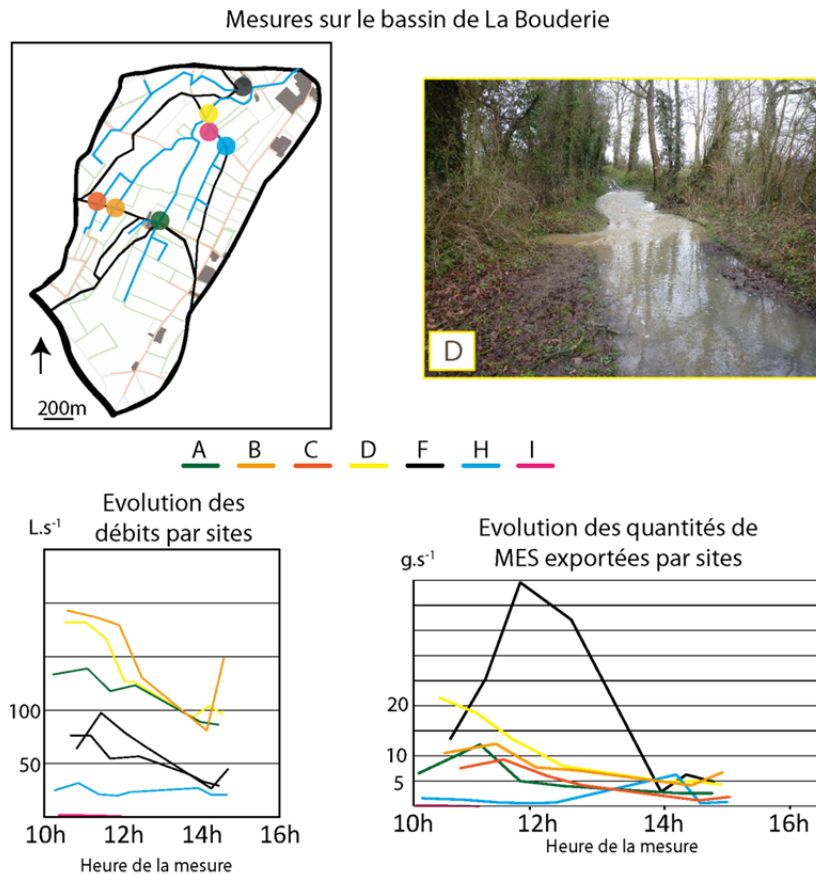 Mesures sur le bassin de La Bouderie
200m
D
A B C D F H I
Evolution des
débits par sites
L.s⁻¹
100
50
10h 12h 14h 16h
Heure de la mesure
Evolution des quantités de
MES exportées par sites
g.s⁻¹
20
10
5
10h 12h 14h 16h
Heure de la mesure